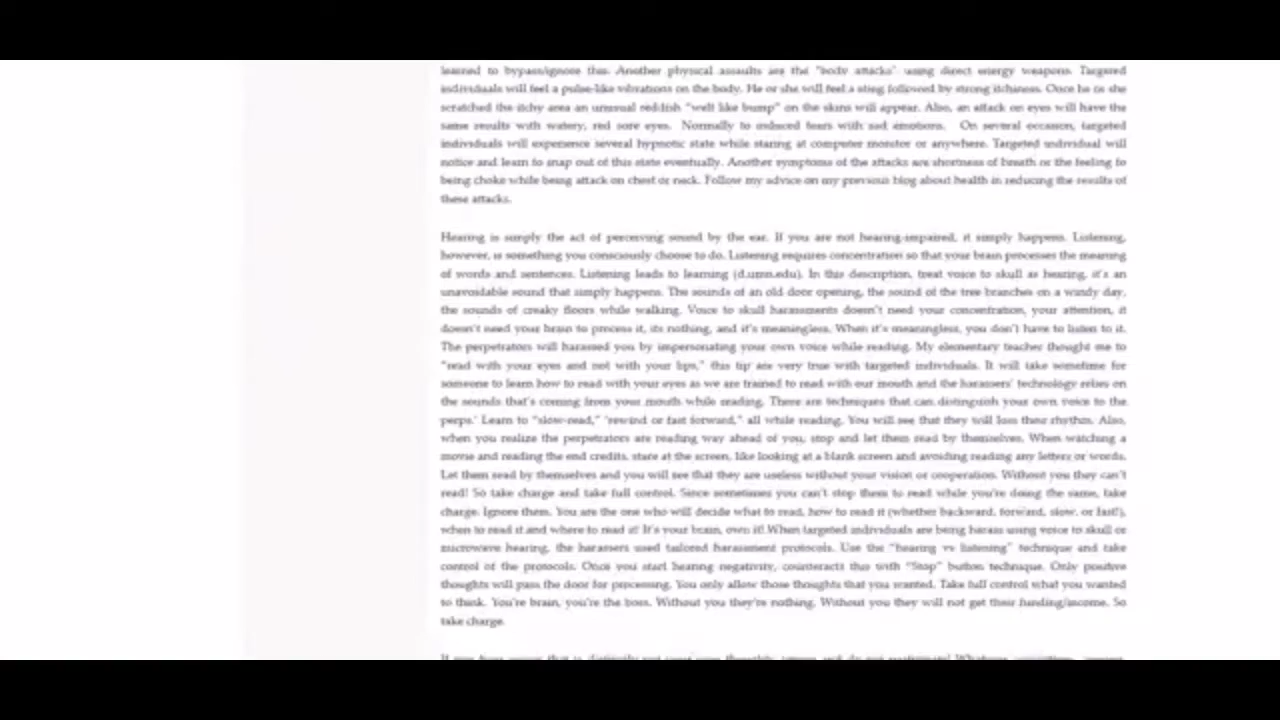 learned to bypass/ignore this. Another physical assaults are the "body attacks" using direct energy weapons. Targeted
individuals will feel a pulse-like vibrations on the body. He or she will feel a sting followed by strong itchiness. Once he or she
scratched the itchy area an unusual reddish "welt like bump" on the skins will appear. Also, an attack on eyes will have the
same results with watery, red sore eyes. Normally to induced tears with sad emotions. On several occasion, targeted
individuals will experience several hypnotic state while staring at computer monitor or anywhere. Targeted individual will
notice and learn to snap out of this state eventually. Another symptoms of the attacks are shortness of breath or the feeling to
being choke while being attack on chest or neck. Follow my advice on my previous blog about health in reducing the results of
these attacks.
Hearing is simply the act of perceiving sound by the ear. If you are not hearing-impaired, it simply happens. Listening,
however, is something you consciously choose to do. Listening requires concentration so that your brain processes the meaning
of words and sentences. Listening leads to learning (d.umn.edu). In this description, treat voice to skull as hearing, it's an
unavoidable sound that simply happens. The sounds of an old door opening, the sound of the tree branches on a windy day,
the sounds of creaky floors while walking. Voice to skull harassments doesn't need your concentration, your attention, it
doesn't need your brain to process it, its nothing, and it's meaningless. When it's meaningless, you don't have to listen to it.
The perpetrators will harassed you by impersonating your own voice while reading. My elementary teacher thought me to
"read with your eyes and not with your lips," this tip are very true with targeted individuals. It will take sometime for
someone to learn how to read with your eyes as we are trained to read with our mouth and the harassers' technology relies on
the sounds that's coming from your mouth while reading. There are techniques that can distinguish your own voice to the
perps.' Learn to "slow-read," 'rewind or fast forward," all while reading. You will see that they will loss their rhythm. Also,
when you realize the perpetrators are reading way ahead of you, stop and let them read by themselves. When watching a
movie and reading the end credits, stare at the screen, like looking at a blank screen and avoiding reading any letters or words.
Let them read by themselves and you will see that they are useless without your vision or cooperation. Without you they can't
read! So take charge and take full control. Since sometimes you can't stop them to read while you're doing the same, take
charge. Ignore them. You are the one who will decide what to read, how to read it (whether backward, forward, slow, or fast!),
when to read it and where to read it! It's your brain, own it! When targeted individuals are being harass using voice to skull or
microwave hearing, the harassers used tailored harassment protocols. Use the "hearing vs listening" technique and take
control of the protocols. Once you start hearing negativity, counteracts this with "Stop" button technique. Only positive
thoughts will pass the door for processing. You only allow those thoughts that you wanted. Take full control what you wanted
to think. You're brain, you're the boss. Without you they're nothing. Without you they will not get their funding/income. So
take charge.